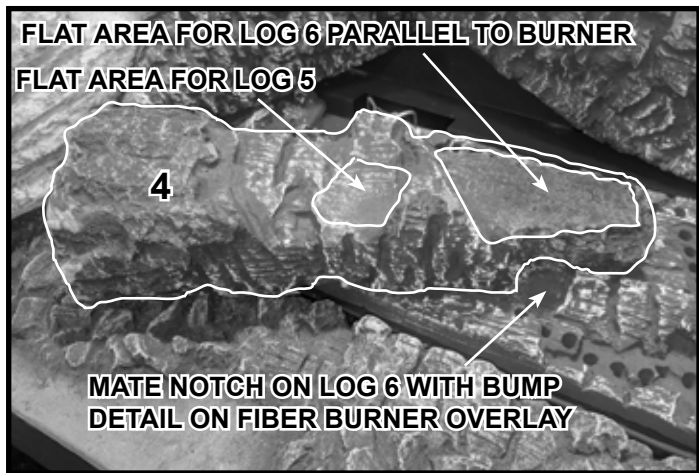 FLAT AREA FOR LOG 6 PARALLEL TO BURNER
FLAT AREA FOR LOG 5
4
MATE NOTCH ON LOG 6 WITH BUMP
DETAIL ON FIBER BURNER OVERLAY